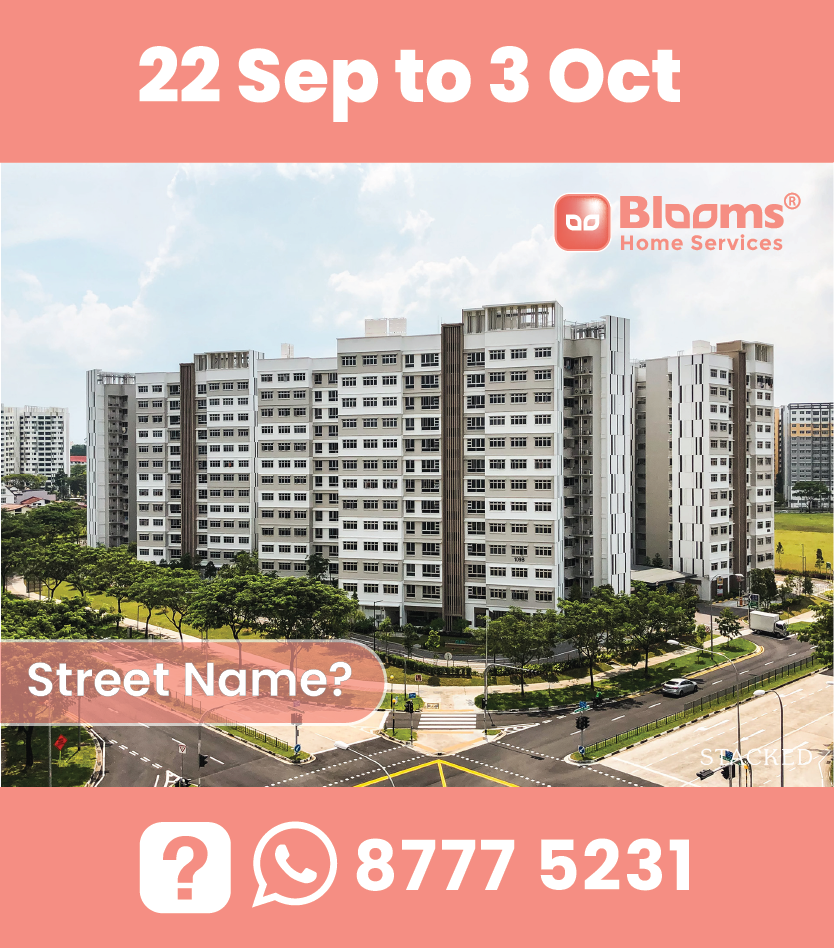 22 Sep to 3 Oct
Blooms®
Home Services
Street Name?
STACKED
? 8777 5231